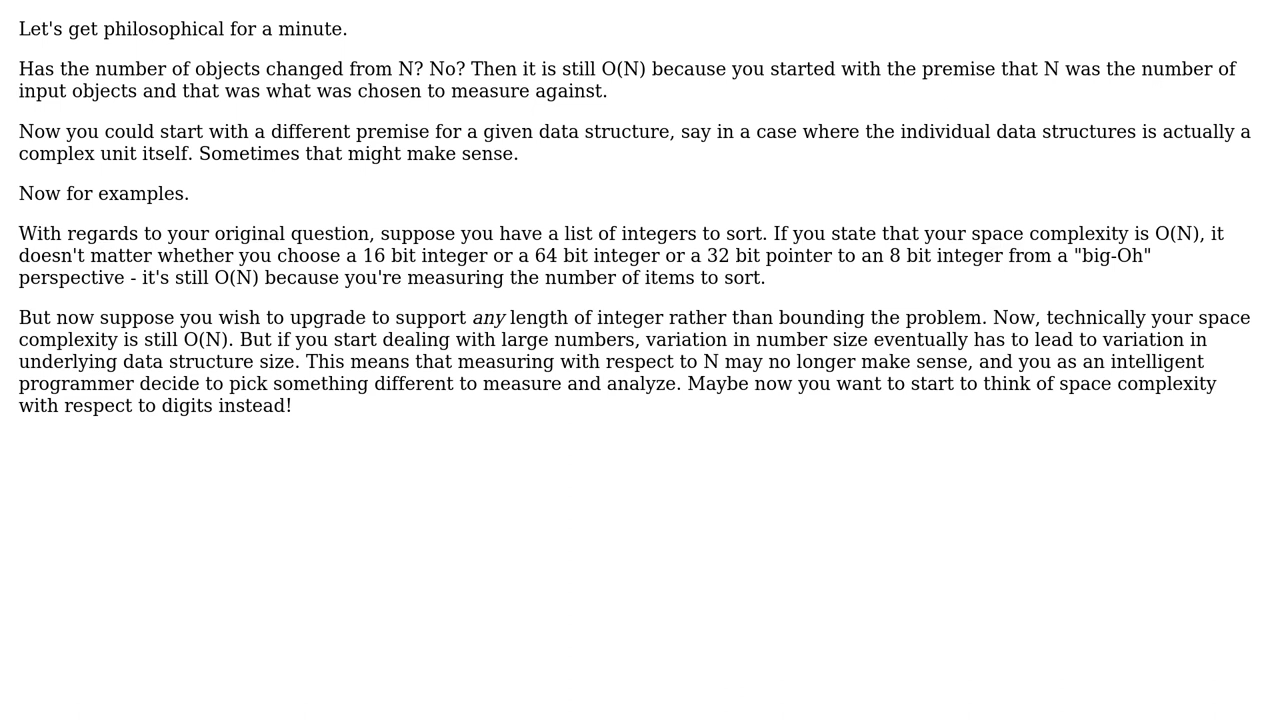 Let's get philosophical for a minute.
Has the number of objects changed from N? No? Then it is still O(N) because you started with the premise that N was the number of
input objects and that was what was chosen to measure against.
Now you could start with a different premise for a given data structure, say in a case where the individual data structures is actually a
complex unit itself. Sometimes that might make sense.
Now for examples.
With regards to your original question, suppose you have a list of integers to sort. If you state that your space complexity is O(N), it
doesn't matter whether you choose a 16 bit integer or a 64 bit integer or a 32 bit pointer to an 8 bit integer from a "big-Oh"
perspective - it's still O(N) because you're measuring the number of items to sort.
But now suppose you wish to upgrade to support any length of integer rather than bounding the problem. Now, technically your space
complexity is still O(N). But if you start dealing with large numbers, variation in number size eventually has to lead to variation in
underlying data structure size. This means that measuring with respect to N may no longer make sense, and you as an intelligent
programmer decide to pick something different to measure and analyze. Maybe now you want to start to think of space complexity
with respect to digits instead!